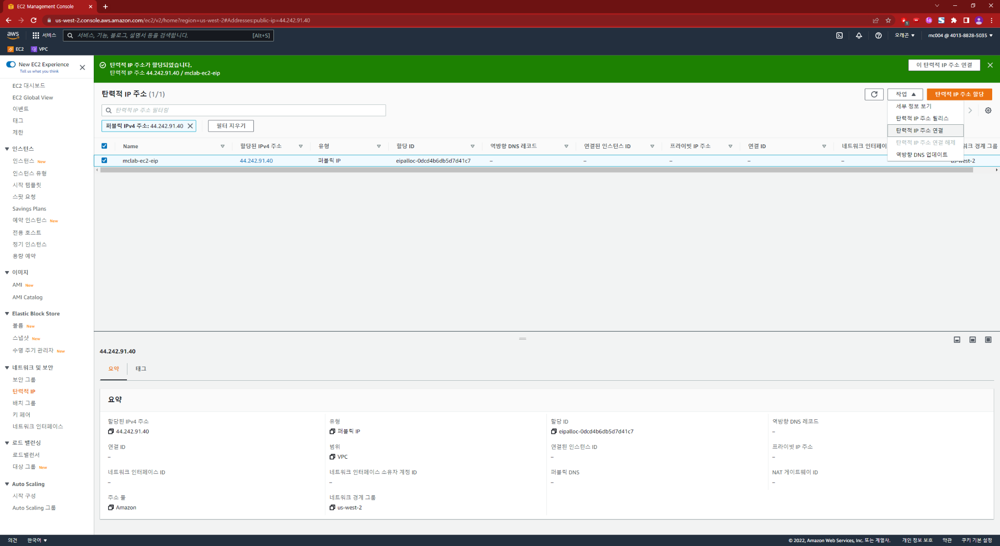 EC2 Management Console
us-west-2.console.aws.amazon.com/ec2/v2/home?region=us-west-2#Addresses:public-ip=44.242.91.40
aws
서비스
서비스, 기능, 블로그, 설명서 등을 검색합니다.
[Alt+S]
오레곤
mc004 @ 4013-8828-5035
EC2
VPC
New EC2 Experience
Tell us what you think
EC2 대시보드
EC2 Global View
이벤트
태그
제한
인스턴스
인스턴스 New
인스턴스 유형
시작 템플릿
스팟 요청
Savings Plans
예약 인스턴스 New
전용 호스트
정기 인스턴스
용량 예약
이미지
AMI New
AMI Catalog
Elastic Block Store
볼륨 New
스냅샷 New
수명 주기 관리자 New
네트워크 및 보안
보안 그룹
탄력적 IP
배치 그룹
키 페어
네트워크 인터페이스
로드 밸런싱
로드밸런서
대상 그룹 New
Auto Scaling
시작 구성
Auto Scaling 그룹
탄력적 IP 주소가 할당되었습니다.
탄력적 IP 주소 44.242.91.40 / mclab-ec2-eip
이 탄력적 IP 주소 연결
탄력적 IP 주소 (1/1)
작업
탄력적 IP 주소 할당
탄력적 IP 주소 필터링
퍼블릭 IPv4 주소: 44.242.91.40
필터 지우기
세부 정보 보기
탄력적 IP 주소 릴리스
탄력적 IP 주소 연결
탄력적 IP 주소 연결 해제
역방향 DNS 업데이트
Name 할당된 IPv4 주소 유형 할당 ID 역방향 DNS 레코드 연결된 인스턴스 ID 프라이빗 IP 주소 연결 ID 네트워크 인터페이 워크 경계 그룹
mclab-ec2-eip 44.242.91.40 퍼블릭 IP eipalloc-0dcd4b6db5d7d41c7 – – – – – us-west-2
44.242.91.40
요약
태그
요약
할당된 IPv4 주소
44.242.91.40
유형
퍼블릭 IP
할당 ID
eipalloc-0dcd4b6db5d7d41c7
역방향 DNS 레코드
–
연결 ID
–
범위
VPC
연결된 인스턴스 ID
–
프라이빗 IP 주소
–
네트워크 인터페이스 ID
–
네트워크 인터페이스 소유자 계정 ID
–
퍼블릭 DNS
–
NAT 게이트웨이 ID
–
주소 풀
Amazon
네트워크 경계 그룹
us-west-2
의견
한국어
© 2022, Amazon Web Services, Inc. 또는 계열사.
개인 정보 보호
약관
쿠키 기본 설정